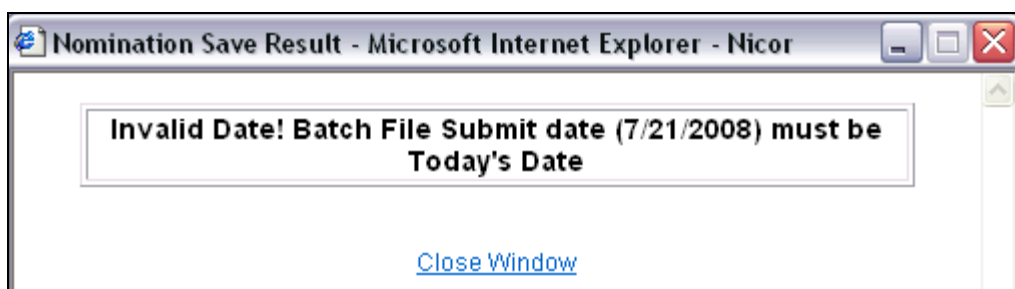 Nomination Save Result - Microsoft Internet Explorer - Nicor
Invalid Date! Batch File Submit date (7/21/2008) must be
Today's Date
Close Window